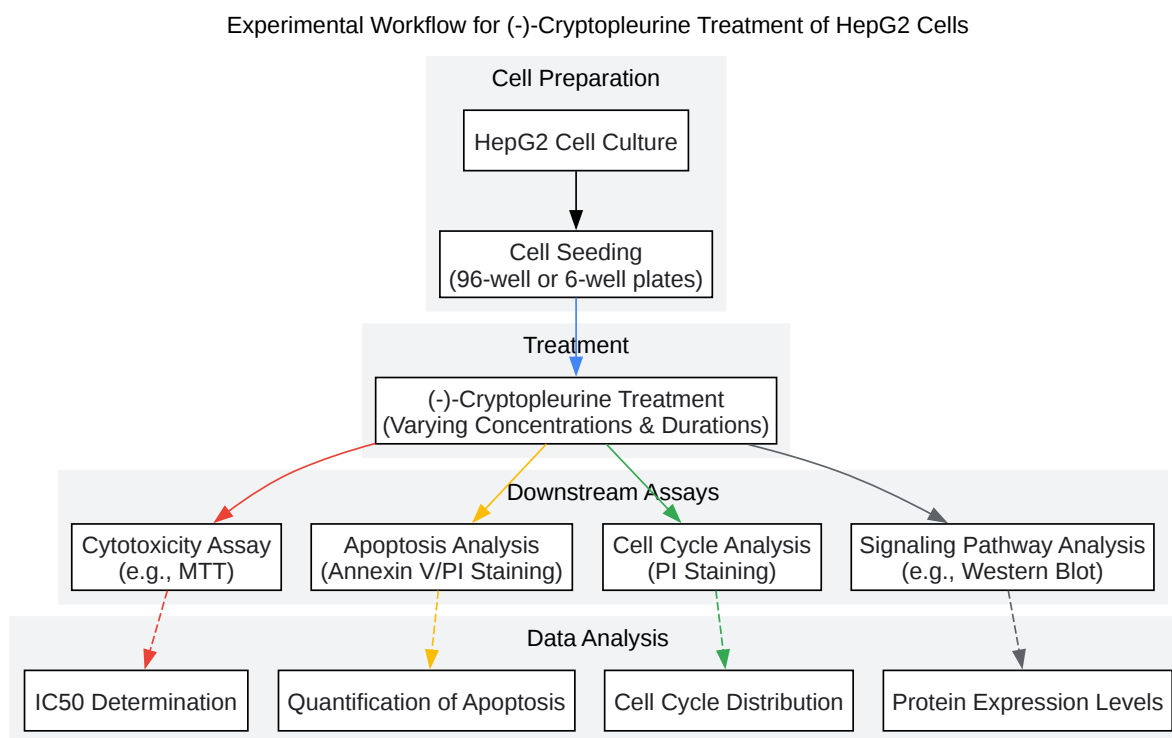 Experimental Workflow for (-)-Cryptopleurine Treatment of HepG2 Cells
Cell Preparation
HepG2 Cell Culture
Cell Seeding
(96-well or 6-well plates)
Treatment
(-)-Cryptopleurine Treatment
(Varying Concentrations & Durations)
Downstream Assays
Cytotoxicity Assay
(e.g., MTT)
Apoptosis Analysis
(Annexin V/PI Staining)
Cell Cycle Analysis
(PI Staining)
Signaling Pathway Analysis
(e.g., Western Blot)
Data Analysis
IC50 Determination
Quantification of Apoptosis
Cell Cycle Distribution
Protein Expression Levels